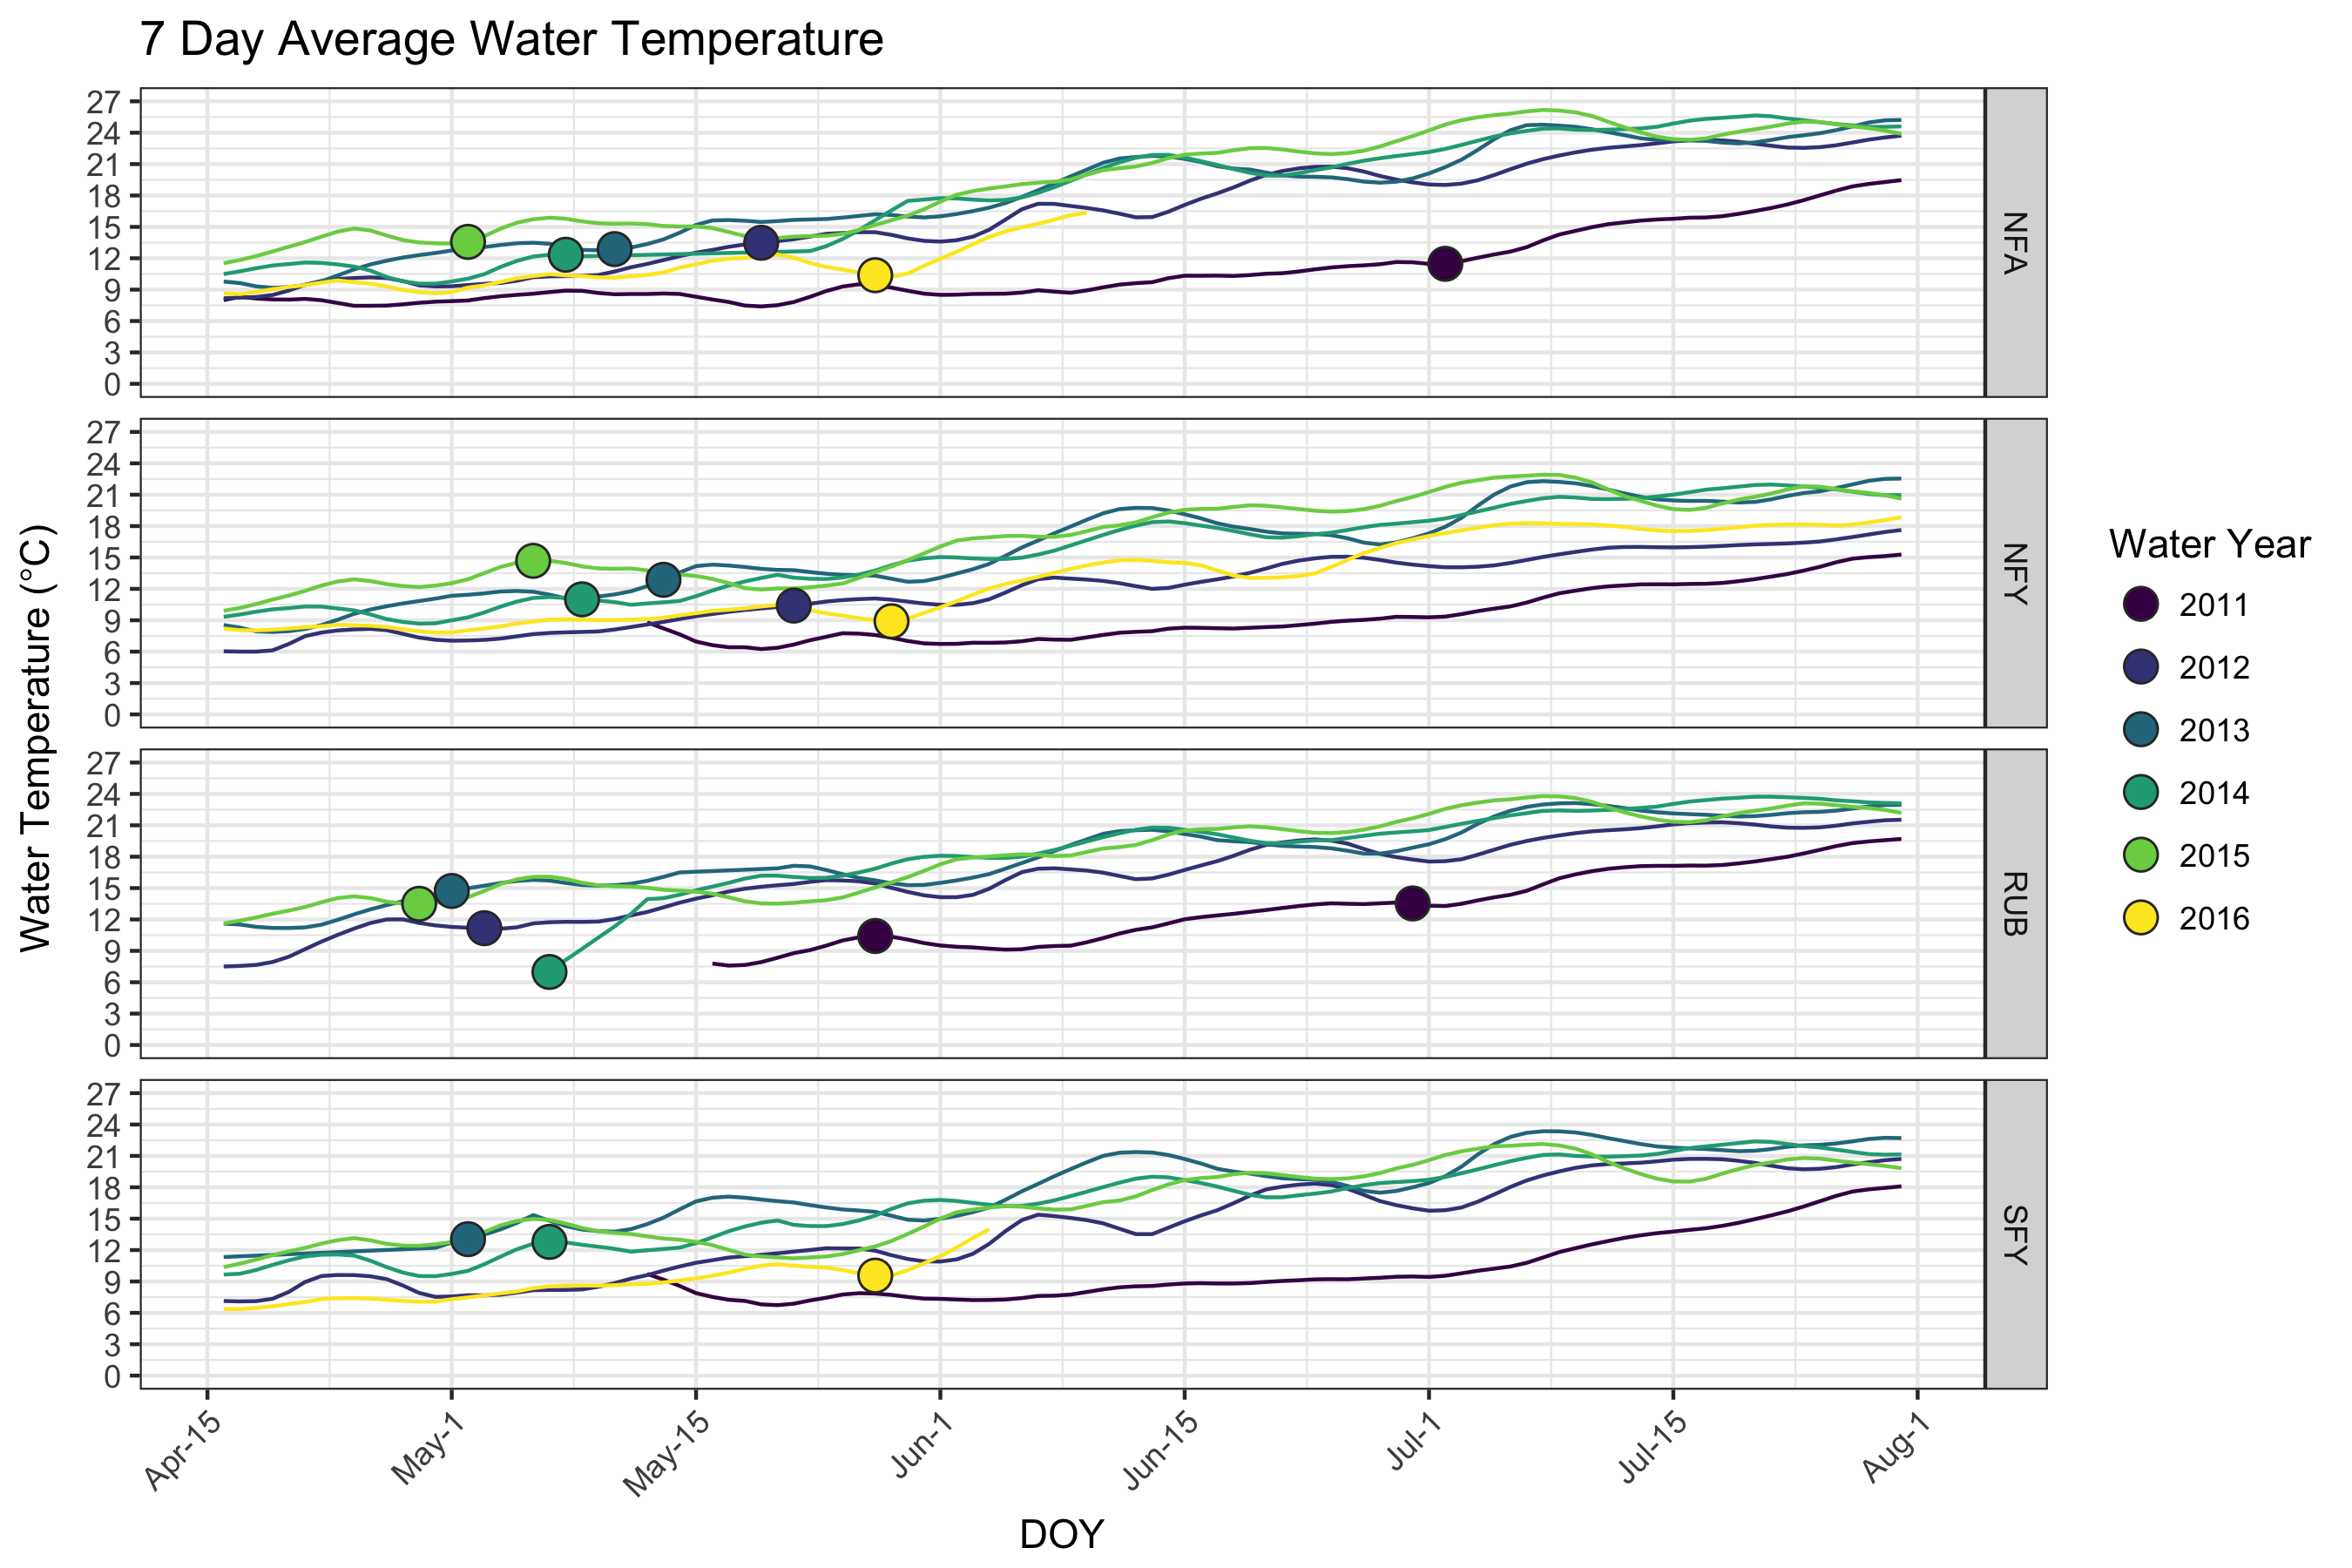 7 Day Average Water Temperature
27
24
21
18
15
12
9
6
3
0
NFA
27
24
21
18
15
12
9
6
3
0
NFY
27
24
21
18
15
12
9
6
3
0
RUB
27
24
21
18
15
12
9
6
3
0
SFY
Water Temperature (°C)
Apr-15
May-1
May-15
Jun-1
Jun-15
Jul-1
Jul-15
Aug-1
DOY
Water Year
2011
2012
2013
2014
2015
2016